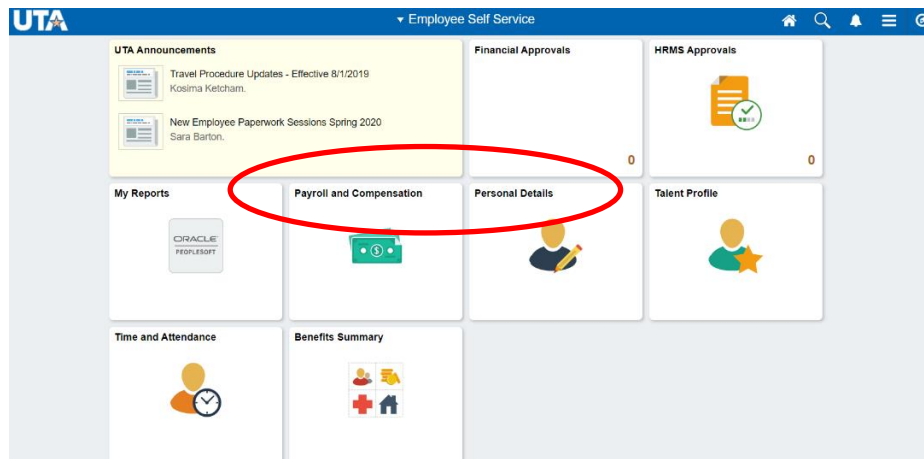 UTA
Employee Self Service
UTA Announcements
Travel Procedure Updates - Effective 8/1/2019
Kosima Ketcham.
New Employee Paperwork Sessions Spring 2020
Sara Barton.
Financial Approvals
0
HRMS Approvals
0
My Reports
ORACLE
PEOPLESOFT
Payroll and Compensation
Personal Details
Talent Profile
Time and Attendance
Benefits Summary